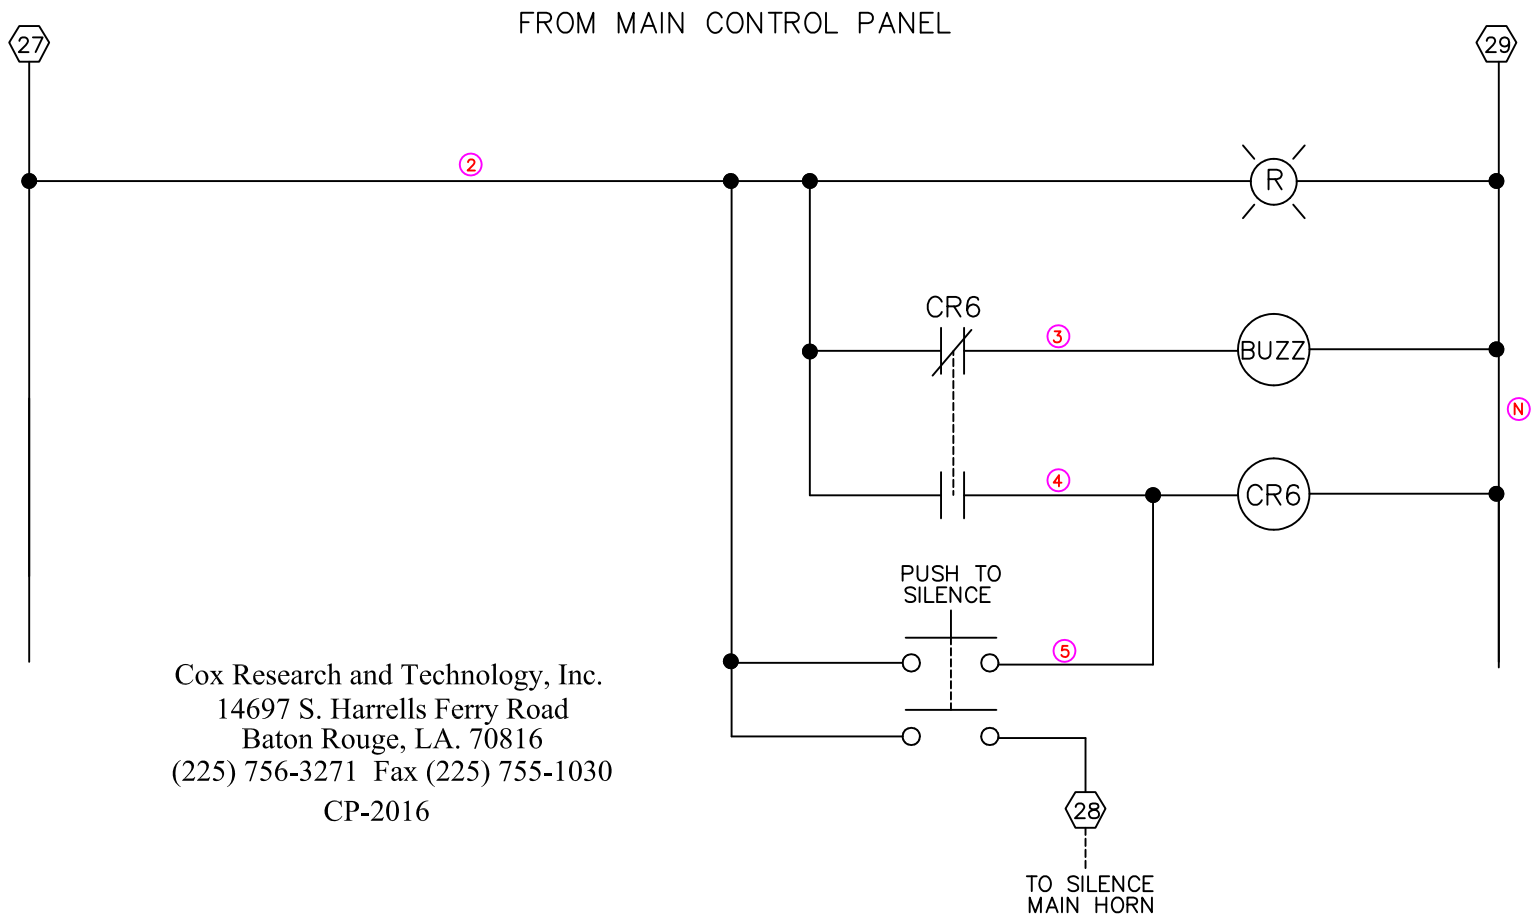 FROM MAIN CONTROL PANEL
27
29
2
R
CR6
3
BUZZ
N
4
CR6
PUSH TO
SILENCE
5
Cox Research and Technology, Inc.
14697 S. Harrells Ferry Road
Baton Rouge, LA. 70816
(225) 756-3271 Fax (225) 755-1030
CP-2016
28
TO SILENCE
MAIN HORN